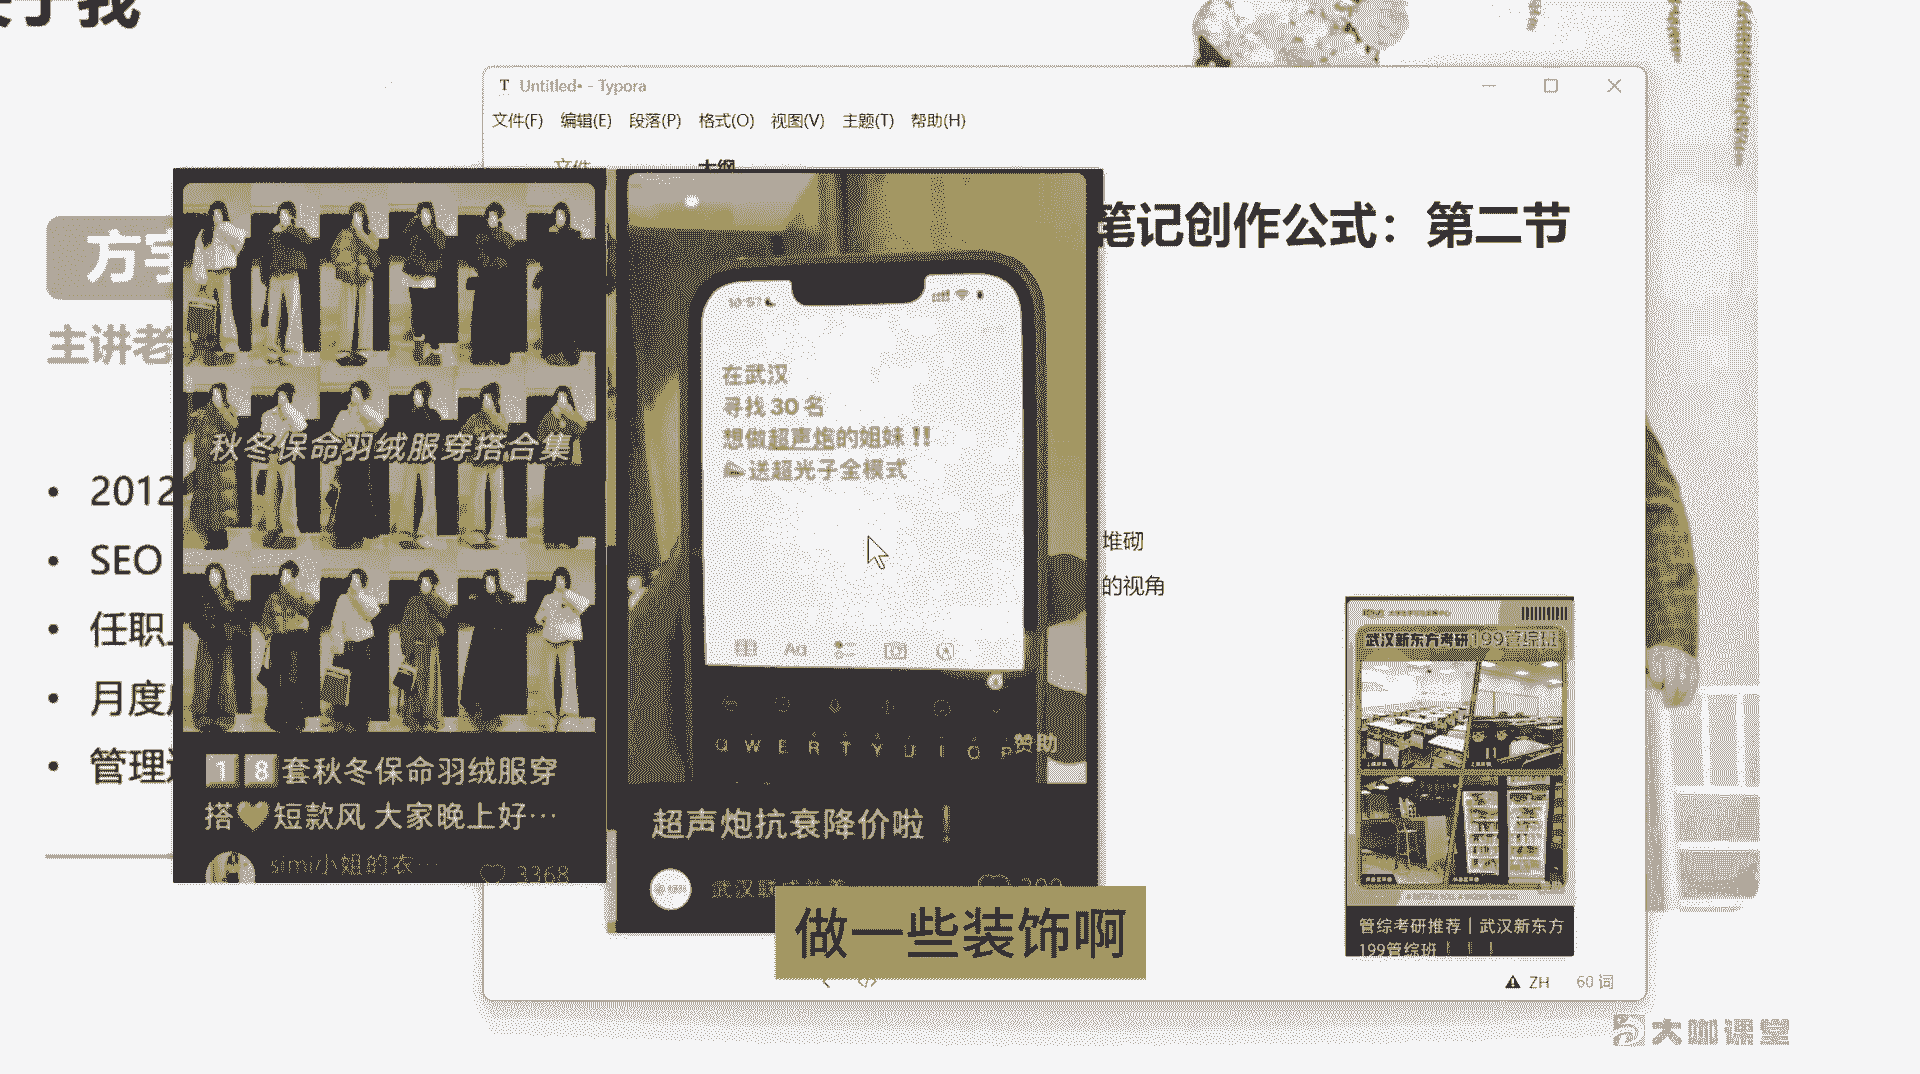 关于我
Untitled• - Typora
文件(F) 编辑(E) 段落(P) 格式(O) 视图(V) 主题(T) 帮助(H)
文件 大纲
笔记创作公式：第二节
主讲老
2012
SEO
任职
月度
管理
秋冬保命羽绒服穿搭合集
18套秋冬保命羽绒服穿
搭短款风 大家晚上好…
simi小姐的衣…
3368
10:57
在武汉
寻找 30 名
想做超声炮的姐妹 !!
送超光子全模式
Aa
Q W E R T Y U I O P
赞助
超声炮抗衰降价啦！
堆砌
的视角
武汉新东方考研199管综班
管综考研推荐｜武汉新东方
199管综班！！！
做一些装饰啊
ZH 60 词
大咖课堂